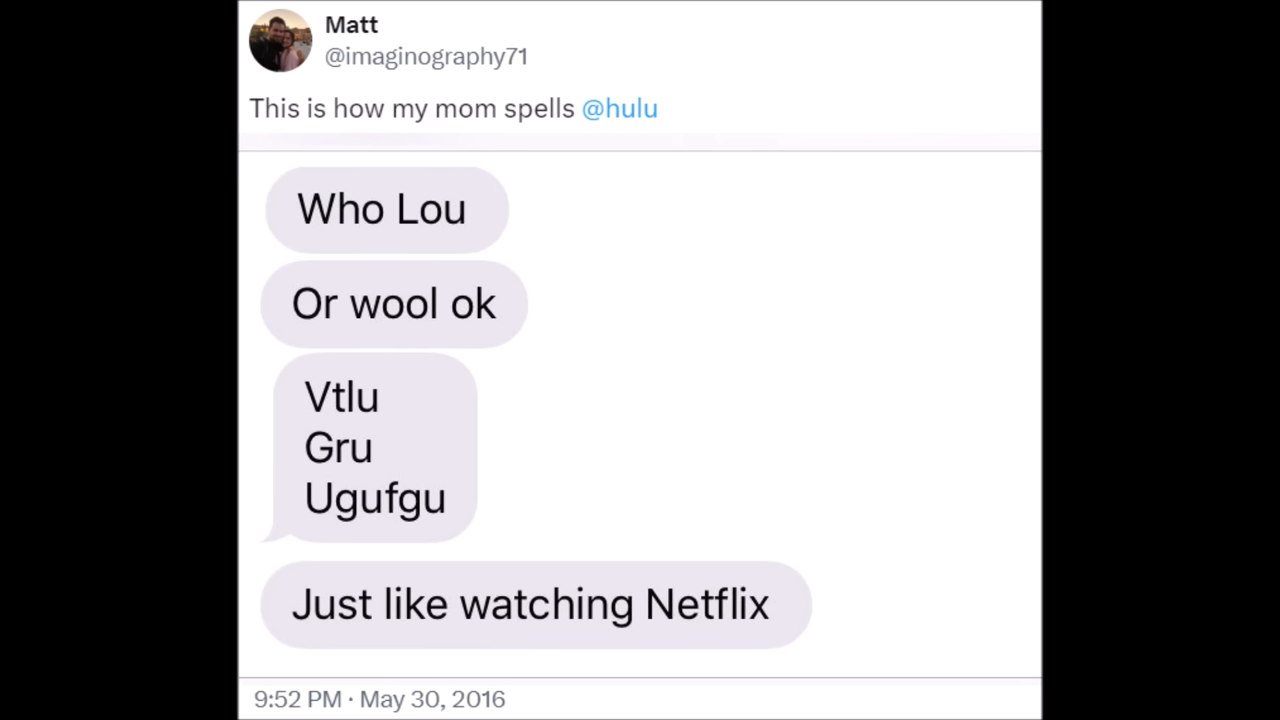 Matt
@imaginography71
This is how my mom spells @hulu
Who Lou
Or wool ok
Vtlu
Gru
Ugufgu
Just like watching Netflix
9:52 PM · May 30, 2016